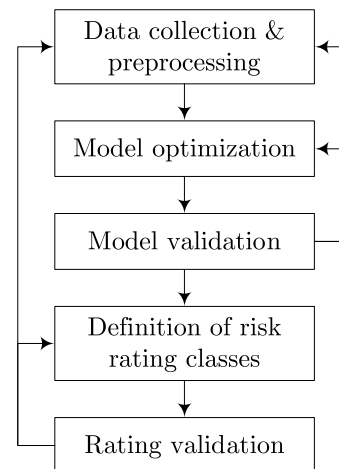 Data collection &
preprocessing
Model optimization
Model validation
Definition of risk
rating classes
Rating validation